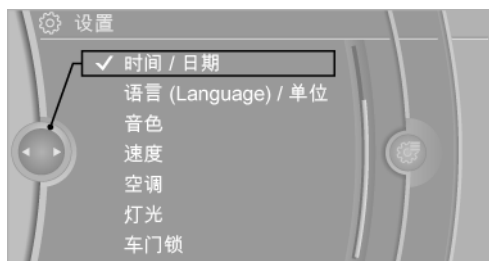 设置
时间 / 日期
语言 (Language) / 单位
音色
速度
空调
灯光
车门锁